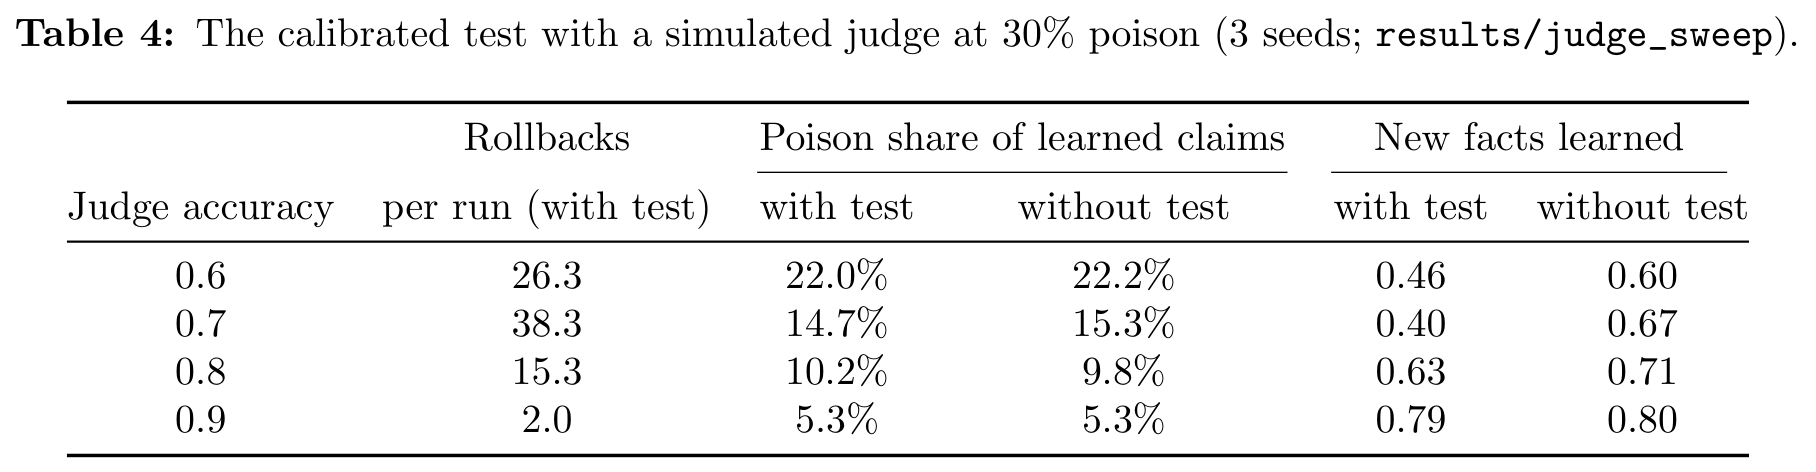 Table 4: The calibrated test with a simulated judge at 30% poison (3 seeds; results/judge_sweep).
Rollbacks Poison share of learned claims New facts learned
Judge accuracy per run (with test) with test without test with test without test
0.6 26.3 22.0% 22.2% 0.46 0.60
0.7 38.3 14.7% 15.3% 0.40 0.67
0.8 15.3 10.2% 9.8% 0.63 0.71
0.9 2.0 5.3% 5.3% 0.79 0.80